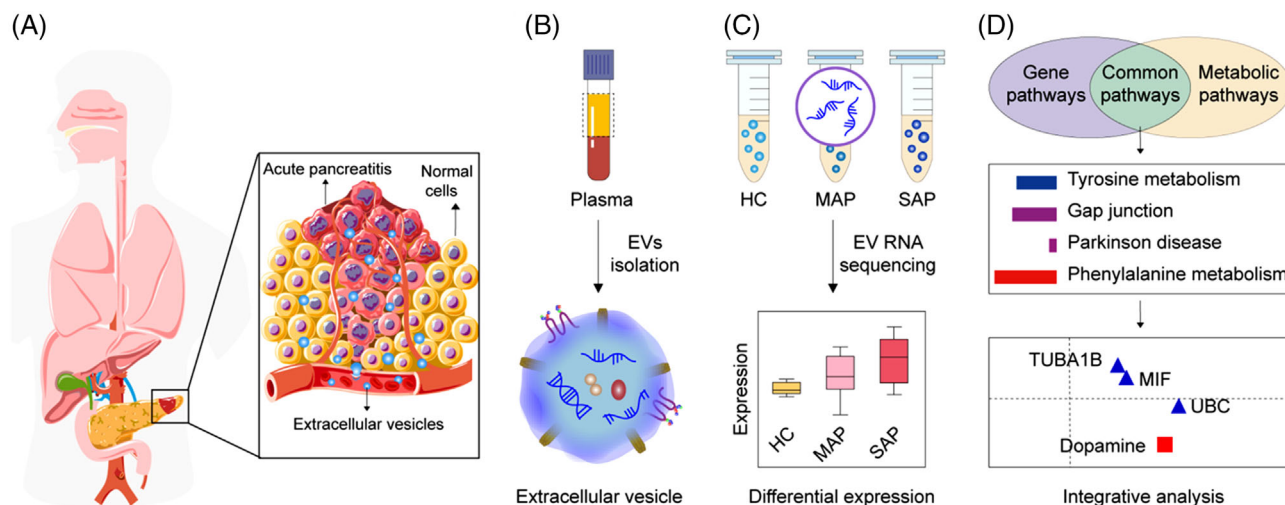 (A)
Acute pancreatitis
Normal
cells
Extracellular vesicles
(B)
Plasma
EVs
isolation
Extracellular vesicle
(C)
HC
MAP
SAP
EV RNA
sequencing
Expression
HC
MAP
SAP
Differential expression
(D)
Gene
pathways
Common
pathways
Metabolic
pathways
Tyrosine metabolism
Gap junction
Parkinson disease
Phenylalanine metabolism
TUBA1B
MIF
UBC
Dopamine
Integrative analysis